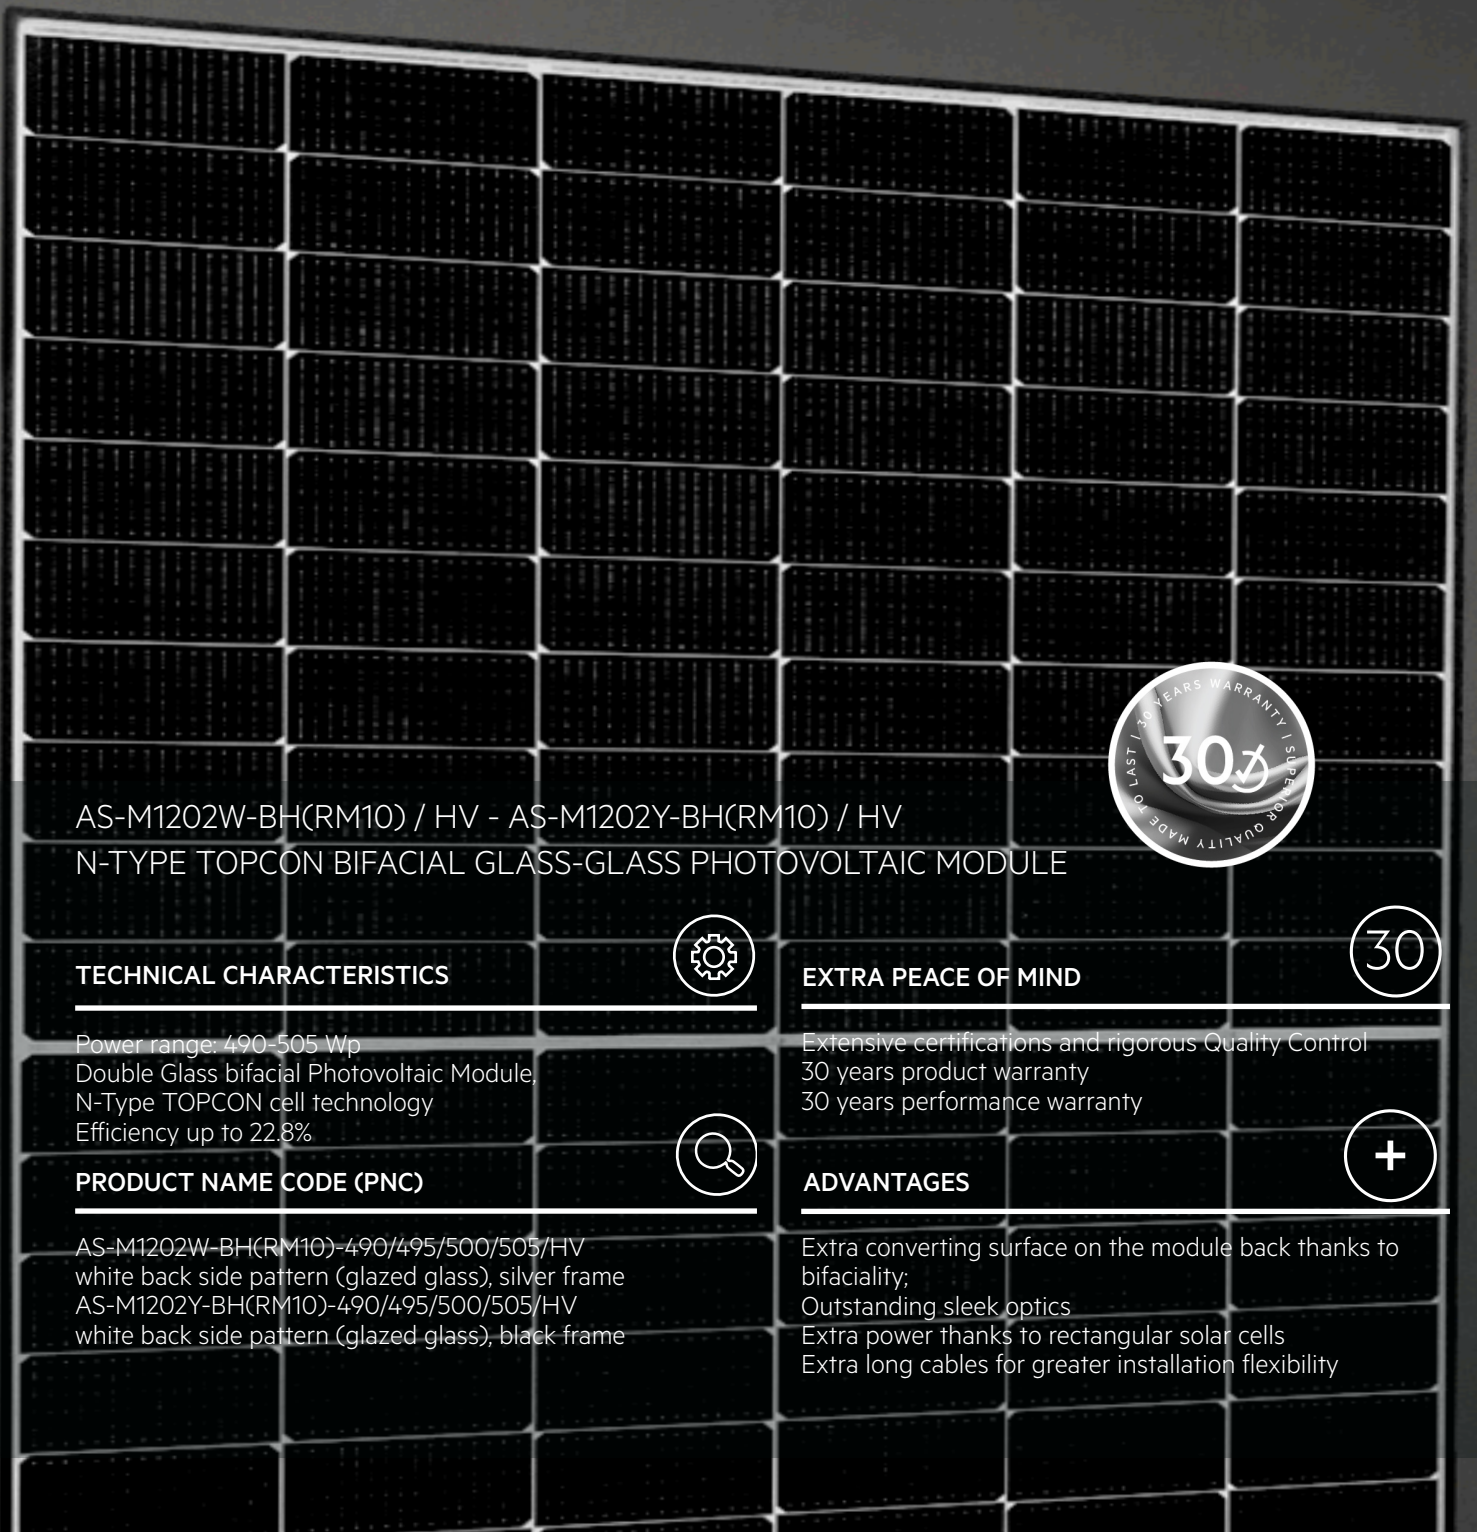 30 YEARS WARRANTY | SUPERIOR QUALITY MADE TO LAST |
30
AS-M1202W-BH(RM10) / HV - AS-M1202Y-BH(RM10) / HV
N-TYPE TOPCON BIFACIAL GLASS-GLASS PHOTOVOLTAIC MODULE
TECHNICAL CHARACTERISTICS
Power range: 490-505 Wp
Double Glass bifacial Photovoltaic Module,
N-Type TOPCON cell technology
Efficiency up to 22.8%
EXTRA PEACE OF MIND
30
Extensive certifications and rigorous Quality Control
30 years product warranty
30 years performance warranty
PRODUCT NAME CODE (PNC)
AS-M1202W-BH(RM10)-490/495/500/505/HV
white back side pattern (glazed glass), silver frame
AS-M1202Y-BH(RM10)-490/495/500/505/HV
white back side pattern (glazed glass), black frame
ADVANTAGES
+
Extra converting surface on the module back thanks to
bifaciality;
Outstanding sleek optics
Extra power thanks to rectangular solar cells
Extra long cables for greater installation flexibility